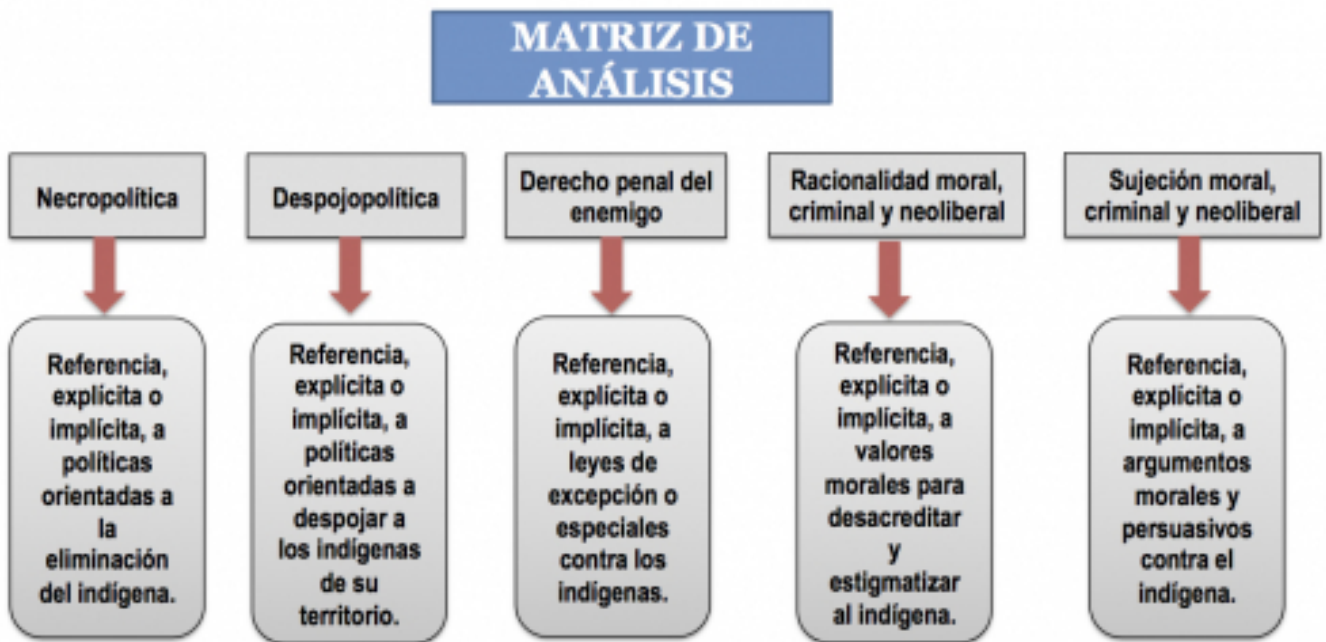 MATRIZ DE
ANÁLISIS
Necropolítica
Despojopolítica
Derecho penal del
enemigo
Racionalidad moral,
criminal y neoliberal
Sujeción moral,
criminal y neoliberal
Referencia,
explícita o
implícita, a
políticas
orientadas a
la
eliminación
del indígena.
Referencia,
explícita o
implícita, a
políticas
orientadas a
despojar a
los indígenas
de su
territorio.
Referencia,
explícita o
implícita, a
leyes de
excepción o
especiales
contra los
indígenas.
Referencia,
explícita o
implícita, a
valores
morales para
desacreditar
y
estigmatizar
al indígena.
Referencia,
explícita o
implícita, a
argumentos
morales y
persuasivos
contra el
indígena.